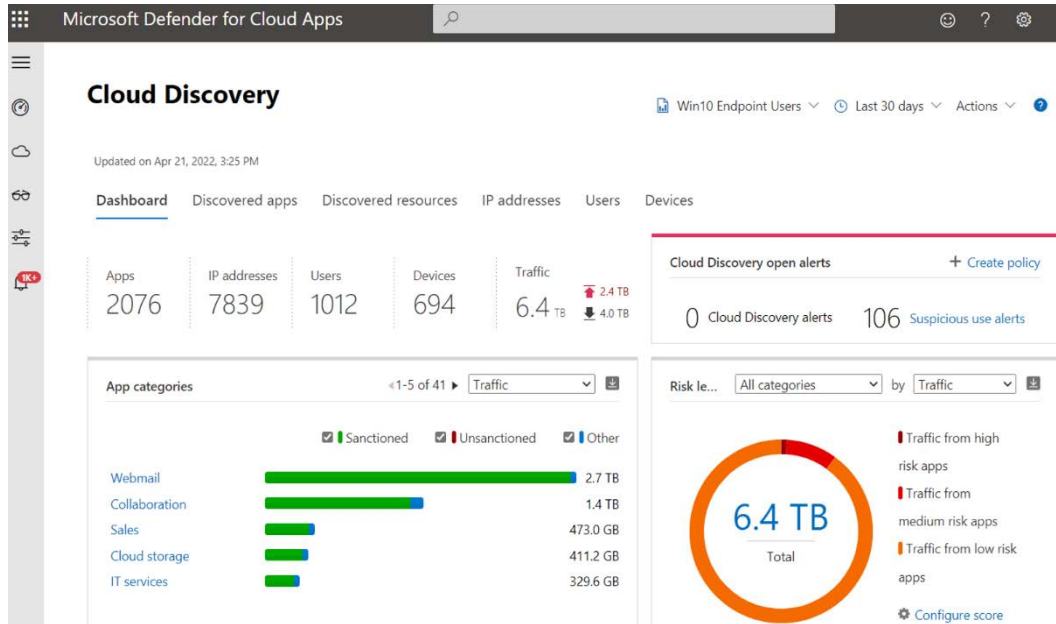 Microsoft Defender for Cloud Apps
?
Cloud Discovery
Win10 Endpoint Users
Last 30 days
Actions
?
Updated on Apr 21, 2022, 3:25 PM
Dashboard
Discovered apps
Discovered resources
IP addresses
Users
Devices
1K+
Apps
2076
IP addresses
7839
Users
1012
Devices
694
Traffic
6.4 TB
2.4 TB
4.0 TB
Cloud Discovery open alerts
+ Create policy
0 Cloud Discovery alerts
106 Suspicious use alerts
App categories
1-5 of 41
Traffic
Sanctioned
Unsanctioned
Other
Webmail 2.7 TB
Collaboration 1.4 TB
Sales 473.0 GB
Cloud storage 411.2 GB
IT services 329.6 GB
Risk le...
All categories
by
Traffic
6.4 TB
Total
Traffic from high
risk apps
Traffic from
medium risk apps
Traffic from low risk
apps
Configure score